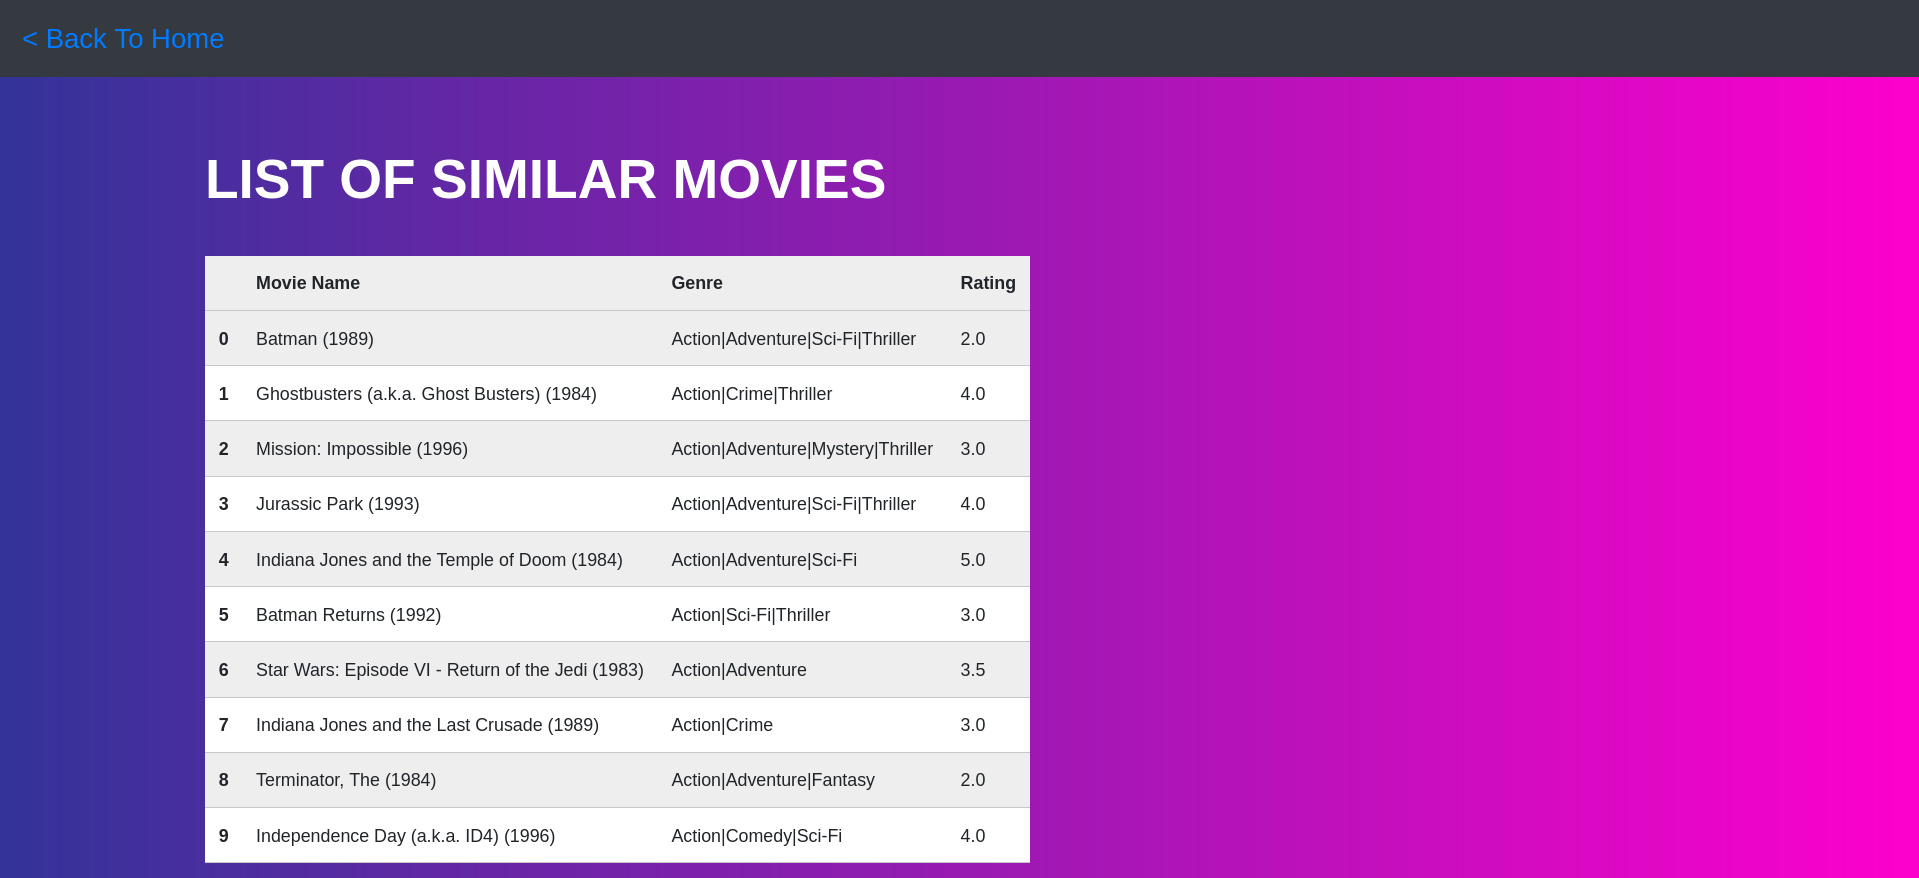 < Back To Home
LIST OF SIMILAR MOVIES
Movie Name Genre Rating
0 Batman (1989) Action|Adventure|Sci-Fi|Thriller 2.0
1 Ghostbusters (a.k.a. Ghost Busters) (1984) Action|Crime|Thriller 4.0
2 Mission: Impossible (1996) Action|Adventure|Mystery|Thriller 3.0
3 Jurassic Park (1993) Action|Adventure|Sci-Fi|Thriller 4.0
4 Indiana Jones and the Temple of Doom (1984) Action|Adventure|Sci-Fi 5.0
5 Batman Returns (1992) Action|Sci-Fi|Thriller 3.0
6 Star Wars: Episode VI - Return of the Jedi (1983) Action|Adventure 3.5
7 Indiana Jones and the Last Crusade (1989) Action|Crime 3.0
8 Terminator, The (1984) Action|Adventure|Fantasy 2.0
9 Independence Day (a.k.a. ID4) (1996) Action|Comedy|Sci-Fi 4.0